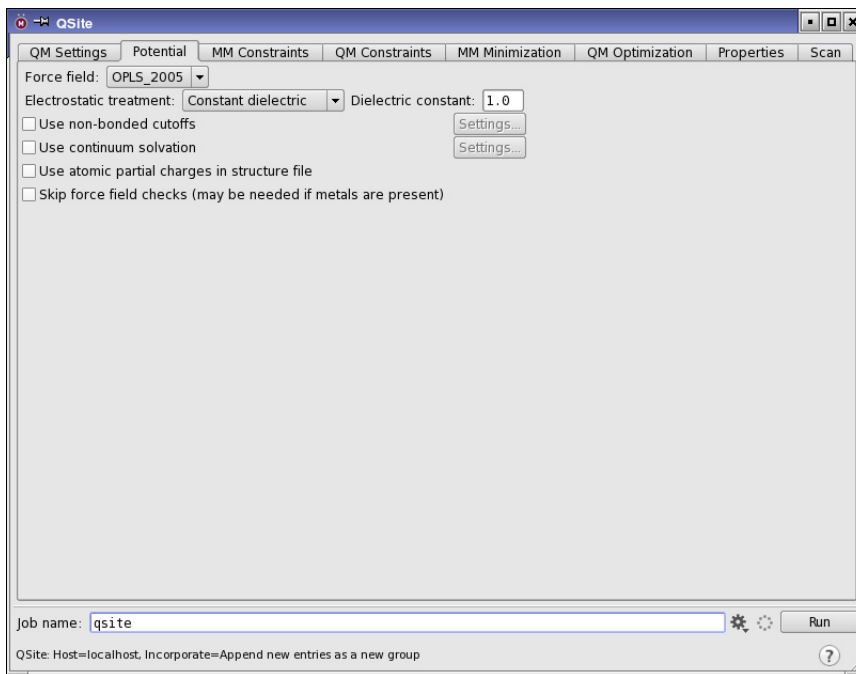 QSite
QM Settings Potential MM Constraints QM Constraints MM Minimization QM Optimization Properties Scan
Force field: OPLS_2005
Electrostatic treatment: Constant dielectric Dielectric constant: 1.0
Use non-bonded cutoffs Settings...
Use continuum solvation Settings...
Use atomic partial charges in structure file
Skip force field checks (may be needed if metals are present)
Job name: qsite Run
QSite: Host=localhost, Incorporate=Append new entries as a new group ?